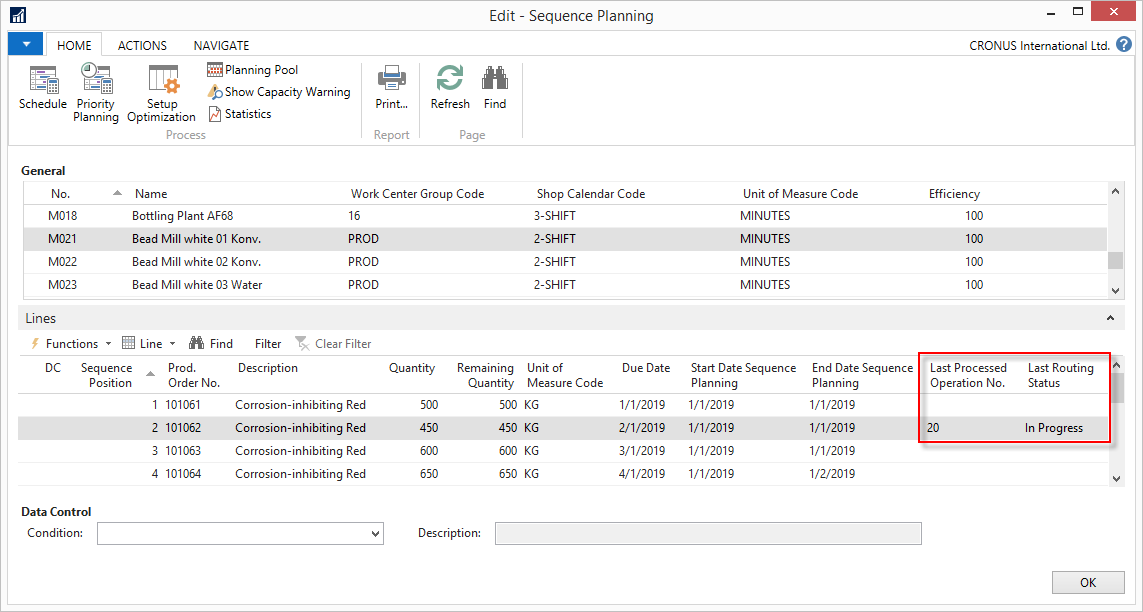 Edit - Sequence Planning
HOME ACTIONS NAVIGATE CRONUS International Ltd. ?
Schedule
Priority Planning
Setup Optimization
Planning Pool
Show Capacity Warning
Statistics
Process
Print...
Report
Refresh
Find
Page
General
No. Name Work Center Group Code Shop Calendar Code Unit of Measure Code Efficiency
M018 Bottling Plant AF68 16 3-SHIFT MINUTES 100
M021 Bead Mill white 01 Konv. PROD 2-SHIFT MINUTES 100
M022 Bead Mill white 02 Konv. PROD 2-SHIFT MINUTES 100
M023 Bead Mill white 03 Water PROD 2-SHIFT MINUTES 100
Lines
Functions Line Find Filter Clear Filter
DC Sequence Position Prod. Order No. Description Quantity Remaining Quantity Unit of Measure Code Due Date Start Date Sequence Planning End Date Sequence Planning Last Processed Operation No. Last Routing Status
1 101061 Corrosion-inhibiting Red 500 500 KG 1/1/2019 1/1/2019 1/1/2019
2 101062 Corrosion-inhibiting Red 450 450 KG 2/1/2019 1/1/2019 1/1/2019 20 In Progress
3 101063 Corrosion-inhibiting Red 600 600 KG 3/1/2019 1/1/2019 1/1/2019
4 101064 Corrosion-inhibiting Red 650 650 KG 4/1/2019 1/1/2019 1/2/2019
Data Control
Condition: Description:
OK